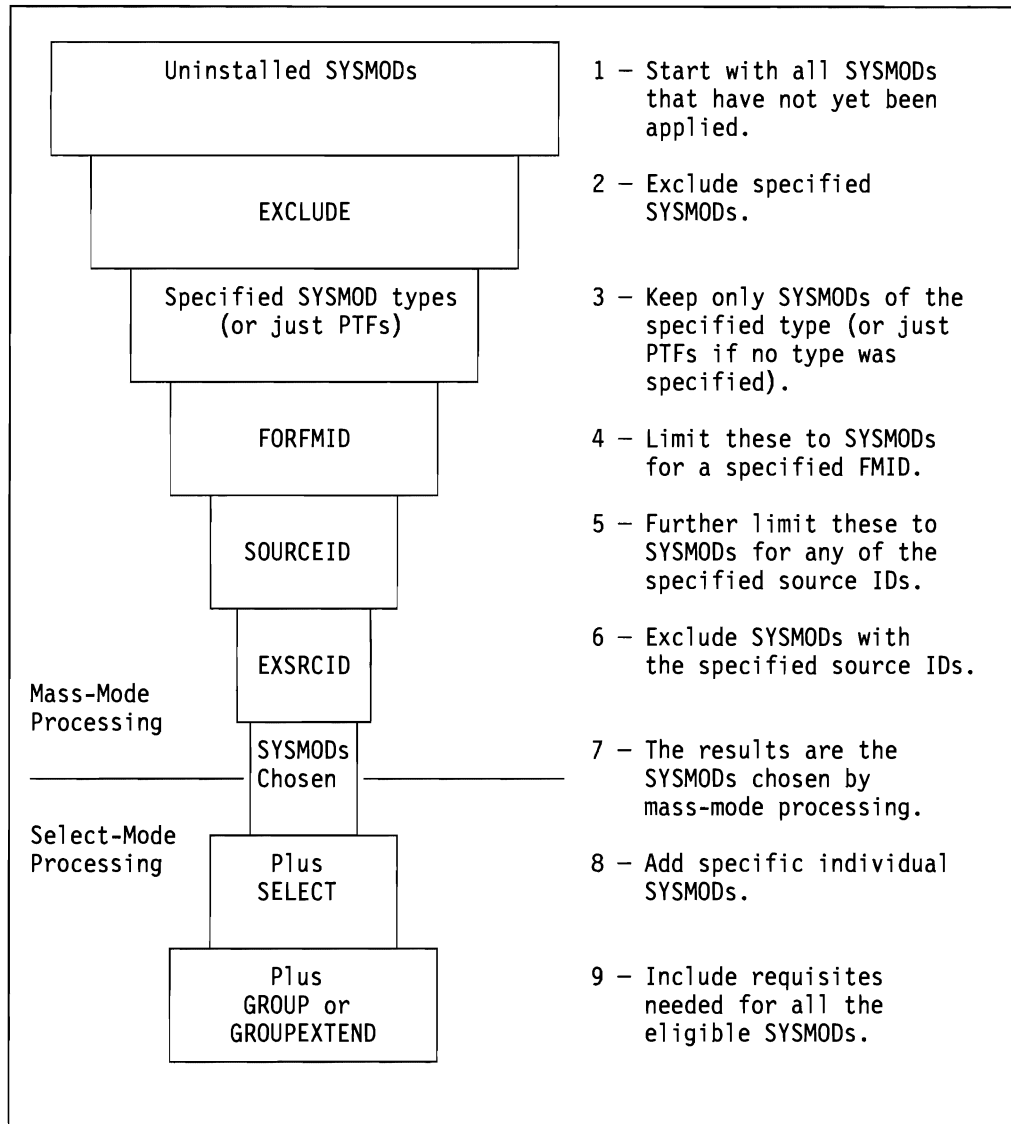 Uninstalled SYSMODs
1 – Start with all SYSMODs
that have not yet been
applied.
EXCLUDE
2 – Exclude specified
SYSMODs.
Specified SYSMOD types
(or just PTFs)
3 – Keep only SYSMODs of the
specified type (or just
PTFs if no type was
specified).
FORFMID
4 – Limit these to SYSMODs
for a specified FMID.
SOURCEID
5 – Further limit these to
SYSMODs for any of the
specified source IDs.
EXSRCID
6 – Exclude SYSMODs with
the specified source IDs.
Mass-Mode
Processing
SYSMODs
Chosen
7 – The results are the
SYSMODs chosen by
mass-mode processing.
Select-Mode
Processing
Plus
SELECT
8 – Add specific individual
SYSMODs.
Plus
GROUP or
GROUPEXTEND
9 – Include requisites
needed for all the
eligible SYSMODs.